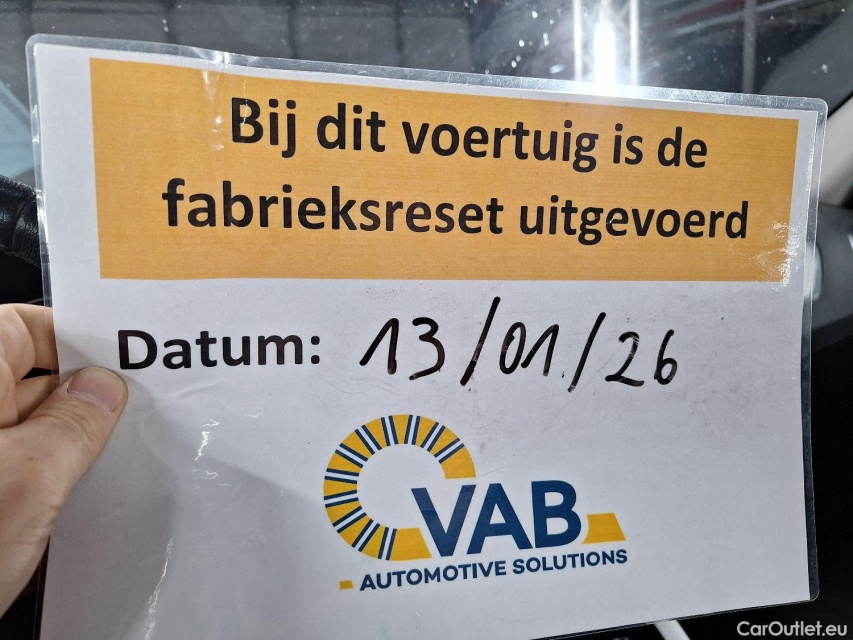 Bij dit voertuig is de
fabrieksreset uitgevoerd
Datum: 13/01/26
VAB
AUTOMOTIVE SOLUTIONS
CarOutlet.eu